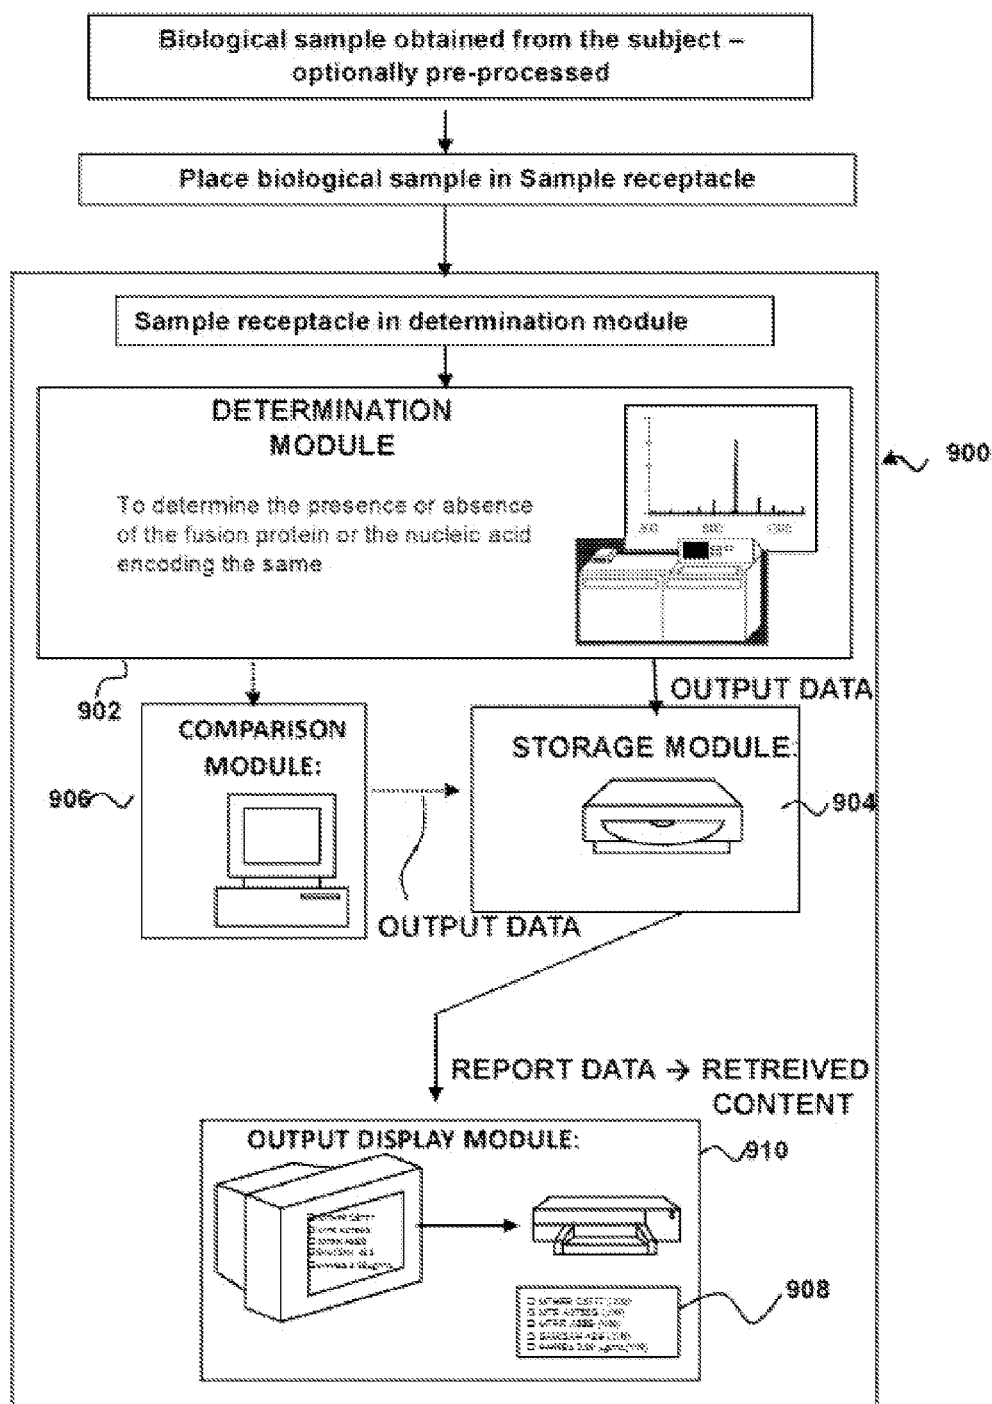 Biological sample obtained from the subject –
optionally pre-processed
Place biological sample in Sample receptacle
Sample receptacle in determination module
DETERMINATION
MODULE
To determine the presence or absence
of the fusion protein or the nucleic acid
encoding the same
900
902
OUTPUT DATA
COMPARISON
MODULE:
906
STORAGE MODULE:
904
OUTPUT DATA
REPORT DATA → RETREIVED
CONTENT
OUTPUT DISPLAY MODULE:
910
908